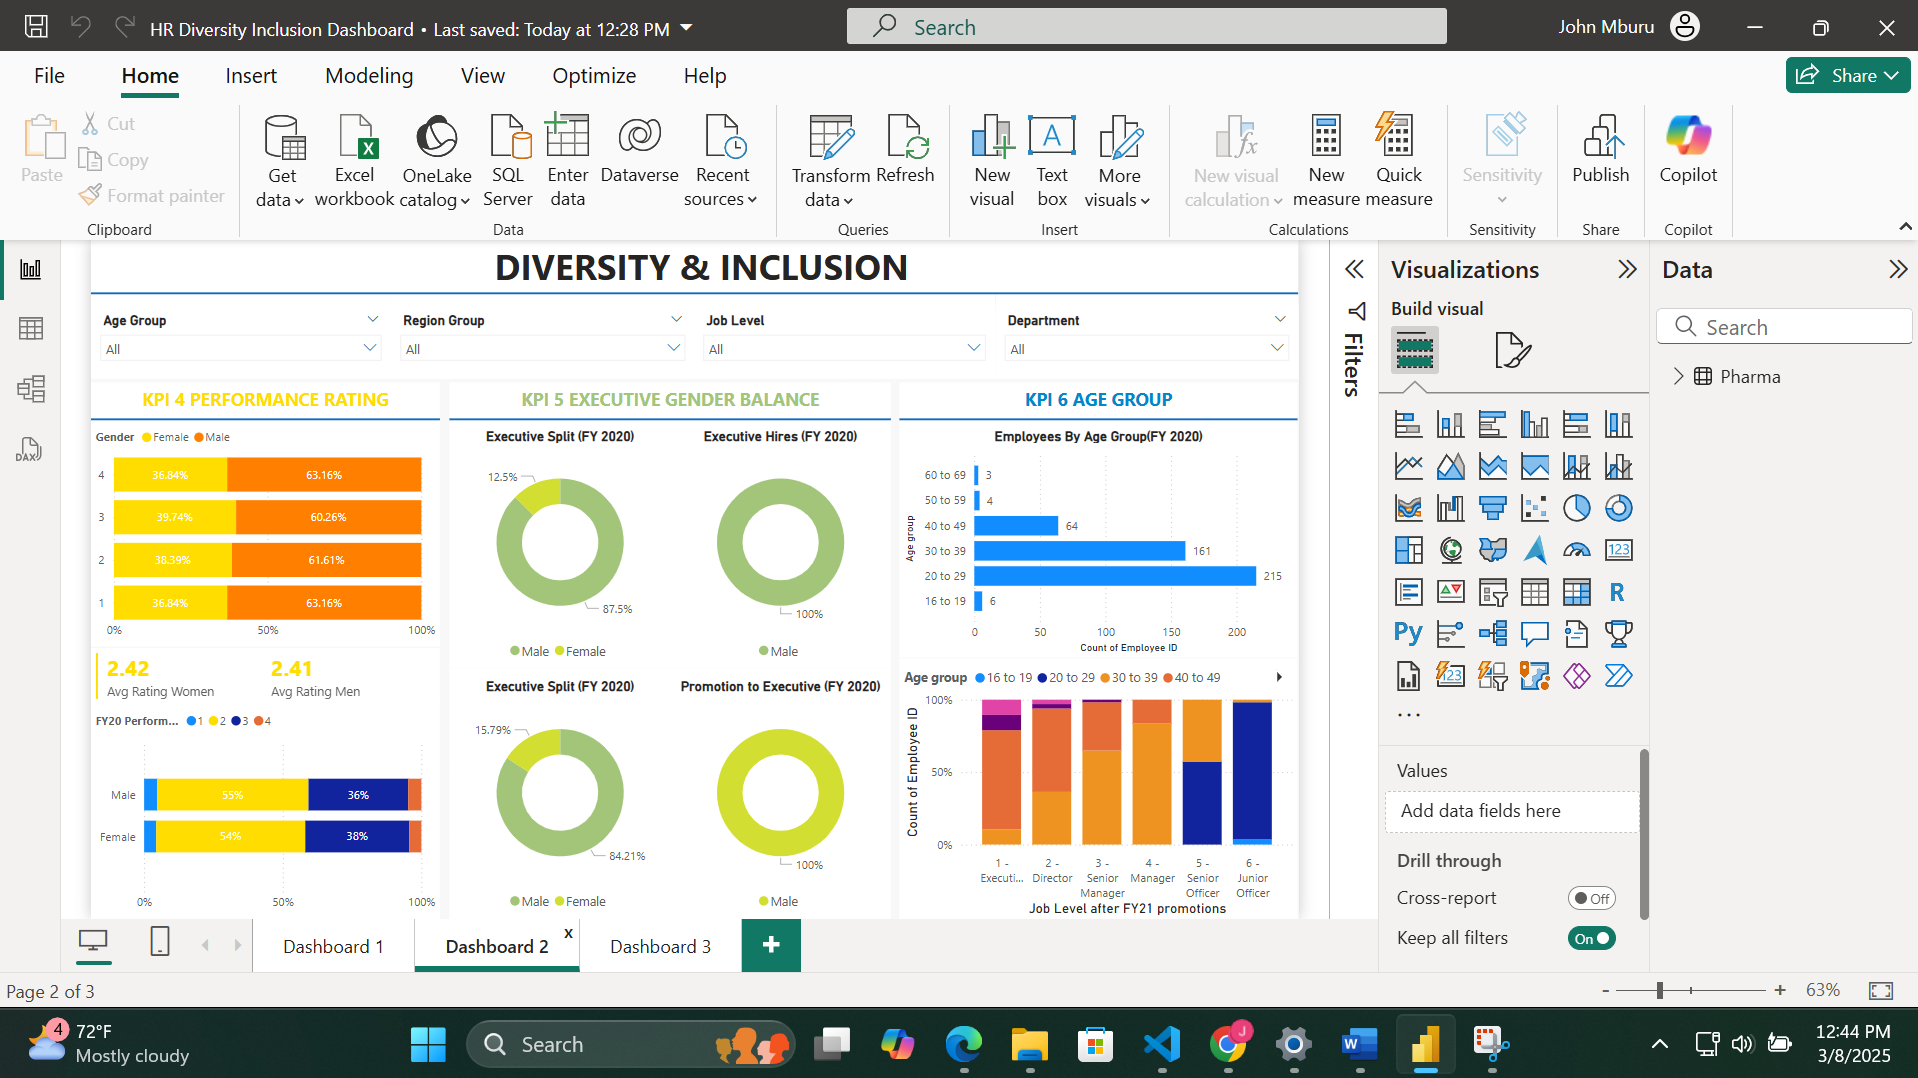 HR Diversity Inclusion Dashboard • Last saved: Today at 12:28 PM
Search
John Mburu
File
Home
Insert
Modeling
View
Optimize
Help
Share
Paste
Cut
Copy
Format painter
Clipboard
Get data
Excel workbook
OneLake catalog
SQL Server
Enter data
Dataverse
Recent sources
Data
Transform data
Refresh
Queries
New visual
Text box
More visuals
Insert
New visual calculation
New measure
Quick measure
Calculations
Sensitivity
Sensitivity
Publish
Share
Copilot
Copilot
DIVERSITY & INCLUSION
Age Group
All
Region Group
All
Job Level
All
Department
All
KPI 4 PERFORMANCE RATING
Gender Female Male
4 36.84% 63.16%
3 39.74% 60.26%
2 38.39% 61.61%
1 36.84% 63.16%
0% 50% 100%
2.42
Avg Rating Women
2.41
Avg Rating Men
FY20 Perform... 1 2 3 4
Male 55% 36%
Female 54% 38%
0% 50% 100%
KPI 5 EXECUTIVE GENDER BALANCE
Executive Split (FY 2020)
12.5%
87.5%
Male Female
Executive Hires (FY 2020)
100%
Male
Executive Split (FY 2020)
15.79%
84.21%
Male Female
Promotion to Executive (FY 2020)
100%
Male
KPI 6 AGE GROUP
Employees By Age Group(FY 2020)
Age group
60 to 69 3
50 to 59 4
40 to 49 64
30 to 39 161
20 to 29 215
16 to 19 6
0 50 100 150 200
Count of Employee ID
Age group 16 to 19 20 to 29 30 to 39 40 to 49
Count of Employee ID
100%
50%
0%
1 - Executi...
2 - Director
3 - Senior Manager
4 - Manager
5 - Senior Officer
6 - Junior Officer
Job Level after FY21 promotions
Filters
Visualizations
Build visual
123
R
Py
123
...
Values
Add data fields here
Drill through
Cross-report
Off
Keep all filters
On
Data
Search
Pharma
DAX
Dashboard 1
Dashboard 2
x
Dashboard 3
+
Page 2 of 3
- + 63%
4
72°F
Mostly cloudy
Search
J
W
12:44 PM
3/8/2025